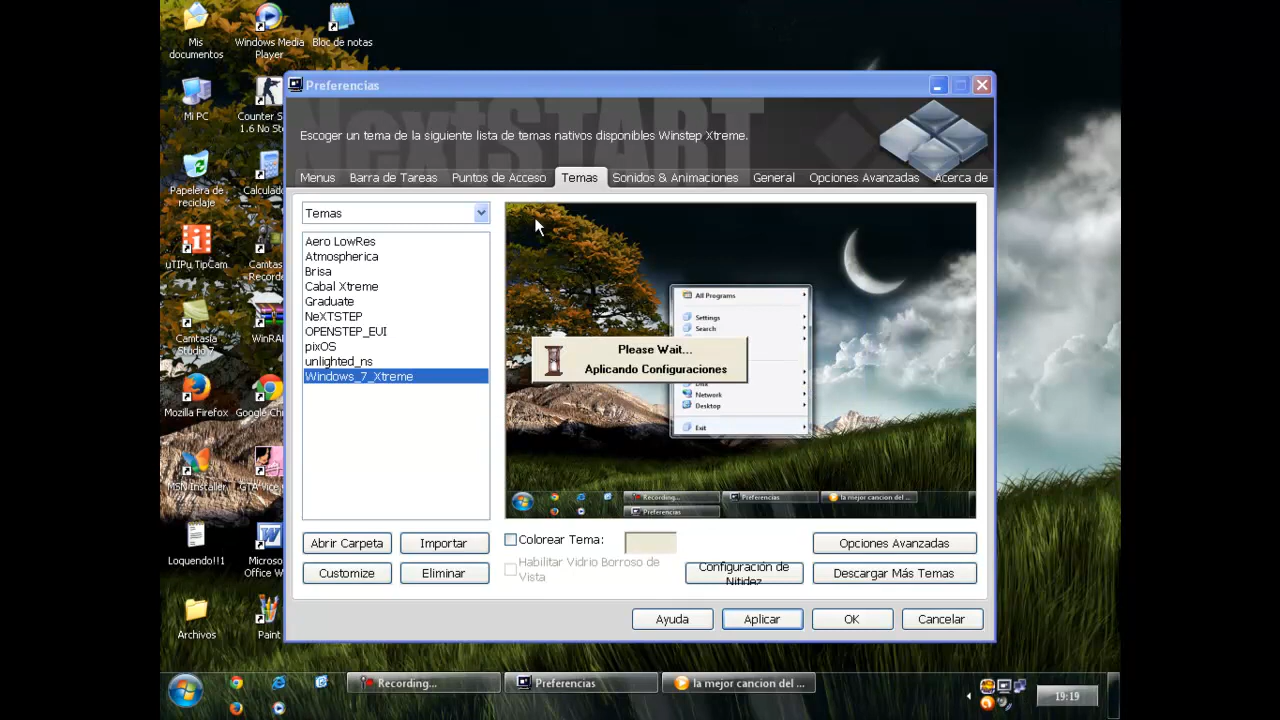 Mis
documentos
Windows Media
Player
Bloc de notas
Mi PC
Counter S
1.6 No St
Papelera de
reciclaje
Calculad
uTIPu TipCam
Camtas
Recorde
Camtasia
Studio 7
WinRAR
Mozilla Firefox
Google Chr
MSN Installer
GTA Vice C
Loquendo!!1
Microso
Office W
Archivos
Paint
Preferencias
NextSTART
Escoger un tema de la siguiente lista de temas nativos disponibles Winstep Xtreme.
Menus
Barra de Tareas
Puntos de Acceso
Temas
Sonidos & Animaciones
General
Opciones Avanzadas
Acerca de
Temas
Aero LowRes
Atmospherica
Brisa
Cabal Xtreme
Graduate
NeXTSTEP
OPENSTEP_EUI
pixOS
unlighted_ns
Windows_7_Xtreme
All Programs
Settings
Search
Please Wait...
Aplicando Configuraciones
Disk
Network
Desktop
Exit
Recording...
Preferencias
la mejor cancion del ...
Preferencias
Abrir Carpeta
Importar
Customize
Eliminar
Colorear Tema:
Habilitar Vidrio Borroso de
Vista
Configuración de
Nitidez
Opciones Avanzadas
Descargar Más Temas
Ayuda
Aplicar
OK
Cancelar
Recording...
Preferencias
la mejor cancion del ...
19:19